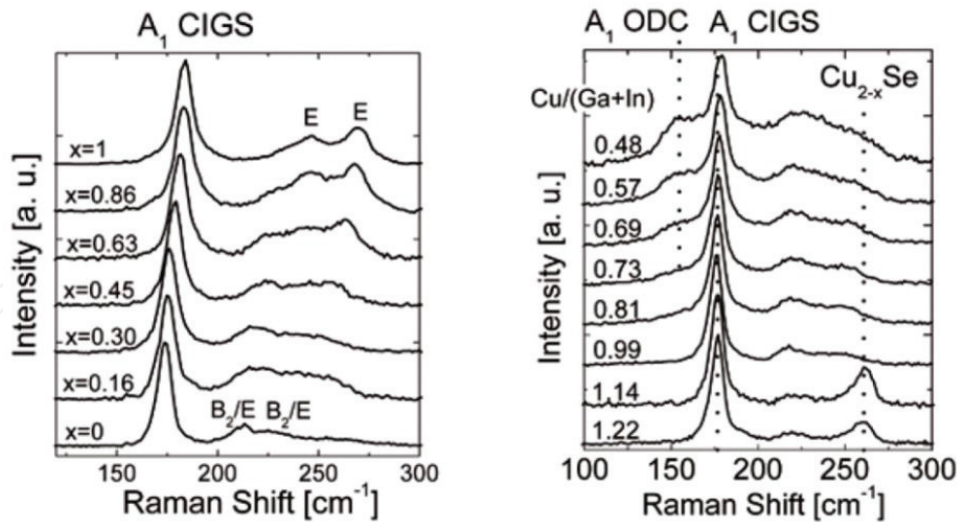 A₁ CIGS
E E
x=1
x=0.86
x=0.63
x=0.45
x=0.30
x=0.16
B₂/E B₂/E
x=0
Intensity [a. u.]
150 200 250 300
Raman Shift [cm⁻¹]
A₁ ODC A₁ CIGS
Cu₂₋ₓSe
Cu/(Ga+In)
0.48
0.57
0.69
0.73
0.81
0.99
1.14
1.22
Intensity [a. u.]
100 150 200 250 300
Raman Shift [cm⁻¹]